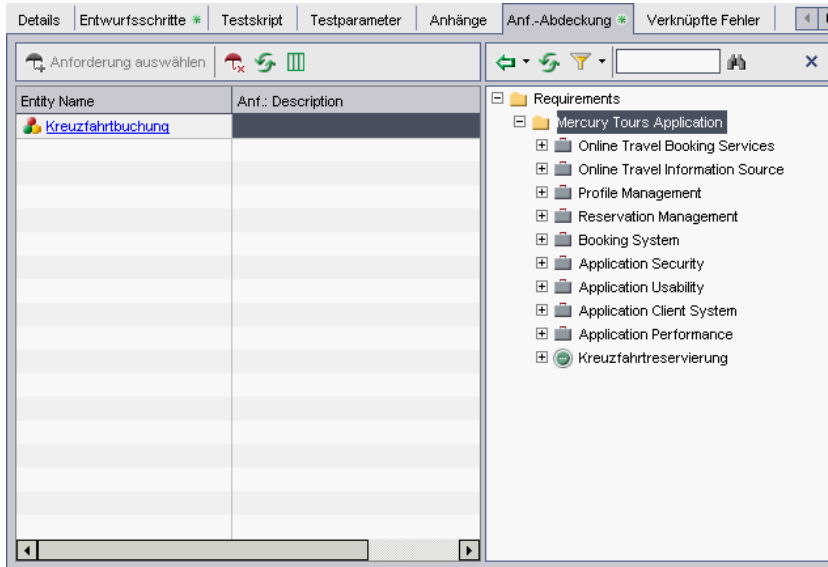 Details Entwurfsschritte * Testskript Testparameter Anhänge Anf.-Abdeckung * Verknüpfte Fehler
Anforderung auswählen
Entity Name Anf.: Description
Kreuzfahrtbuchung
Requirements
Mercury Tours Application
Online Travel Booking Services
Online Travel Information Source
Profile Management
Reservation Management
Booking System
Application Security
Application Usability
Application Client System
Application Performance
Kreuzfahrtreservierung